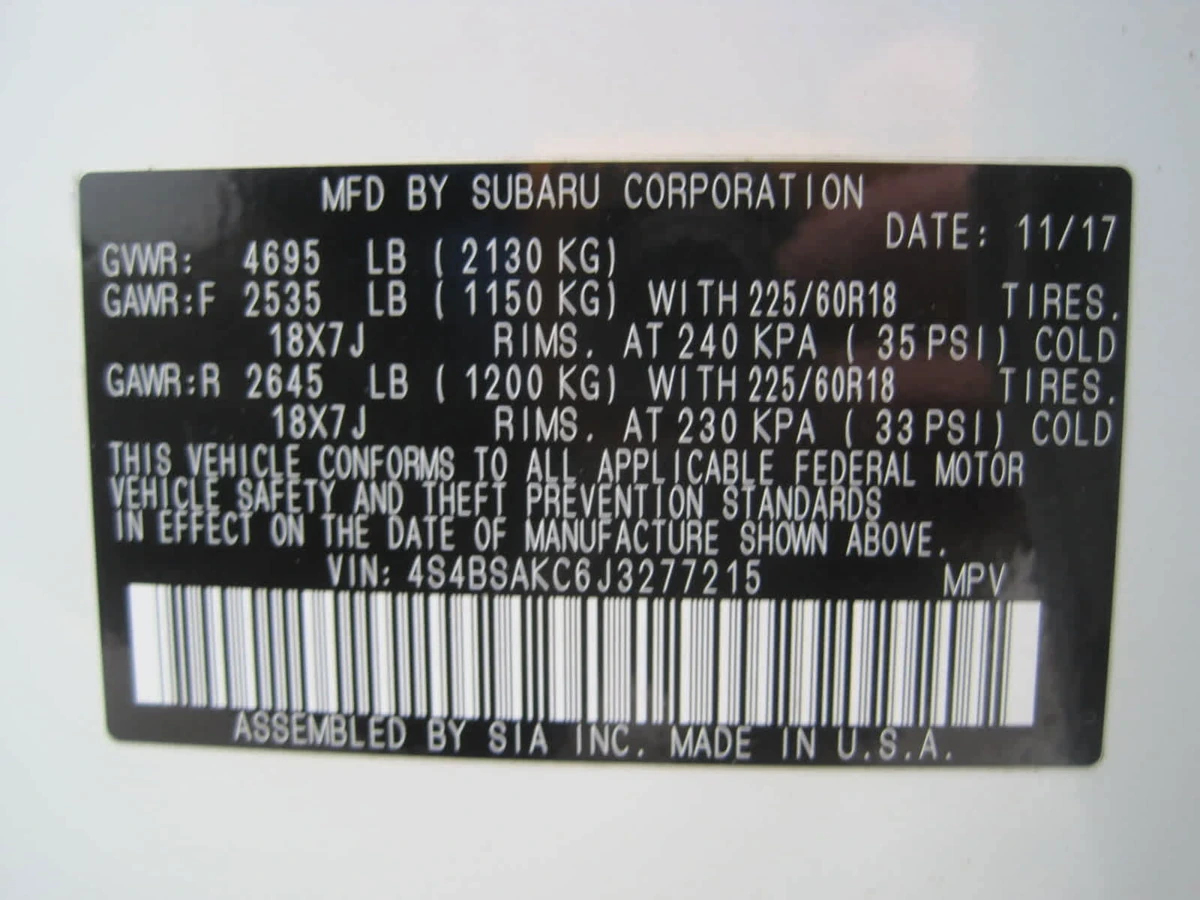 MFD BY SUBARU CORPORATION
DATE: 11/17
GVWR: 4695 LB ( 2130 KG)
GAWR:F 2535 LB ( 1150 KG) WITH 225/60R18 TIRES.
18X7J RIMS. AT 240 KPA ( 35 PSI) COLD
GAWR:R 2645 LB ( 1200 KG) WITH 225/60R18 TIRES.
18X7J RIMS. AT 230 KPA ( 33 PSI) COLD
THIS VEHICLE CONFORMS TO ALL APPLICABLE FEDERAL MOTOR
VEHICLE SAFETY AND THEFT PREVENTION STANDARDS
IN EFFECT ON THE DATE OF MANUFACTURE SHOWN ABOVE.
VIN: 4S4BSAKC6J3277215 MPV
ASSEMBLED BY SIA INC. MADE IN U.S.A.